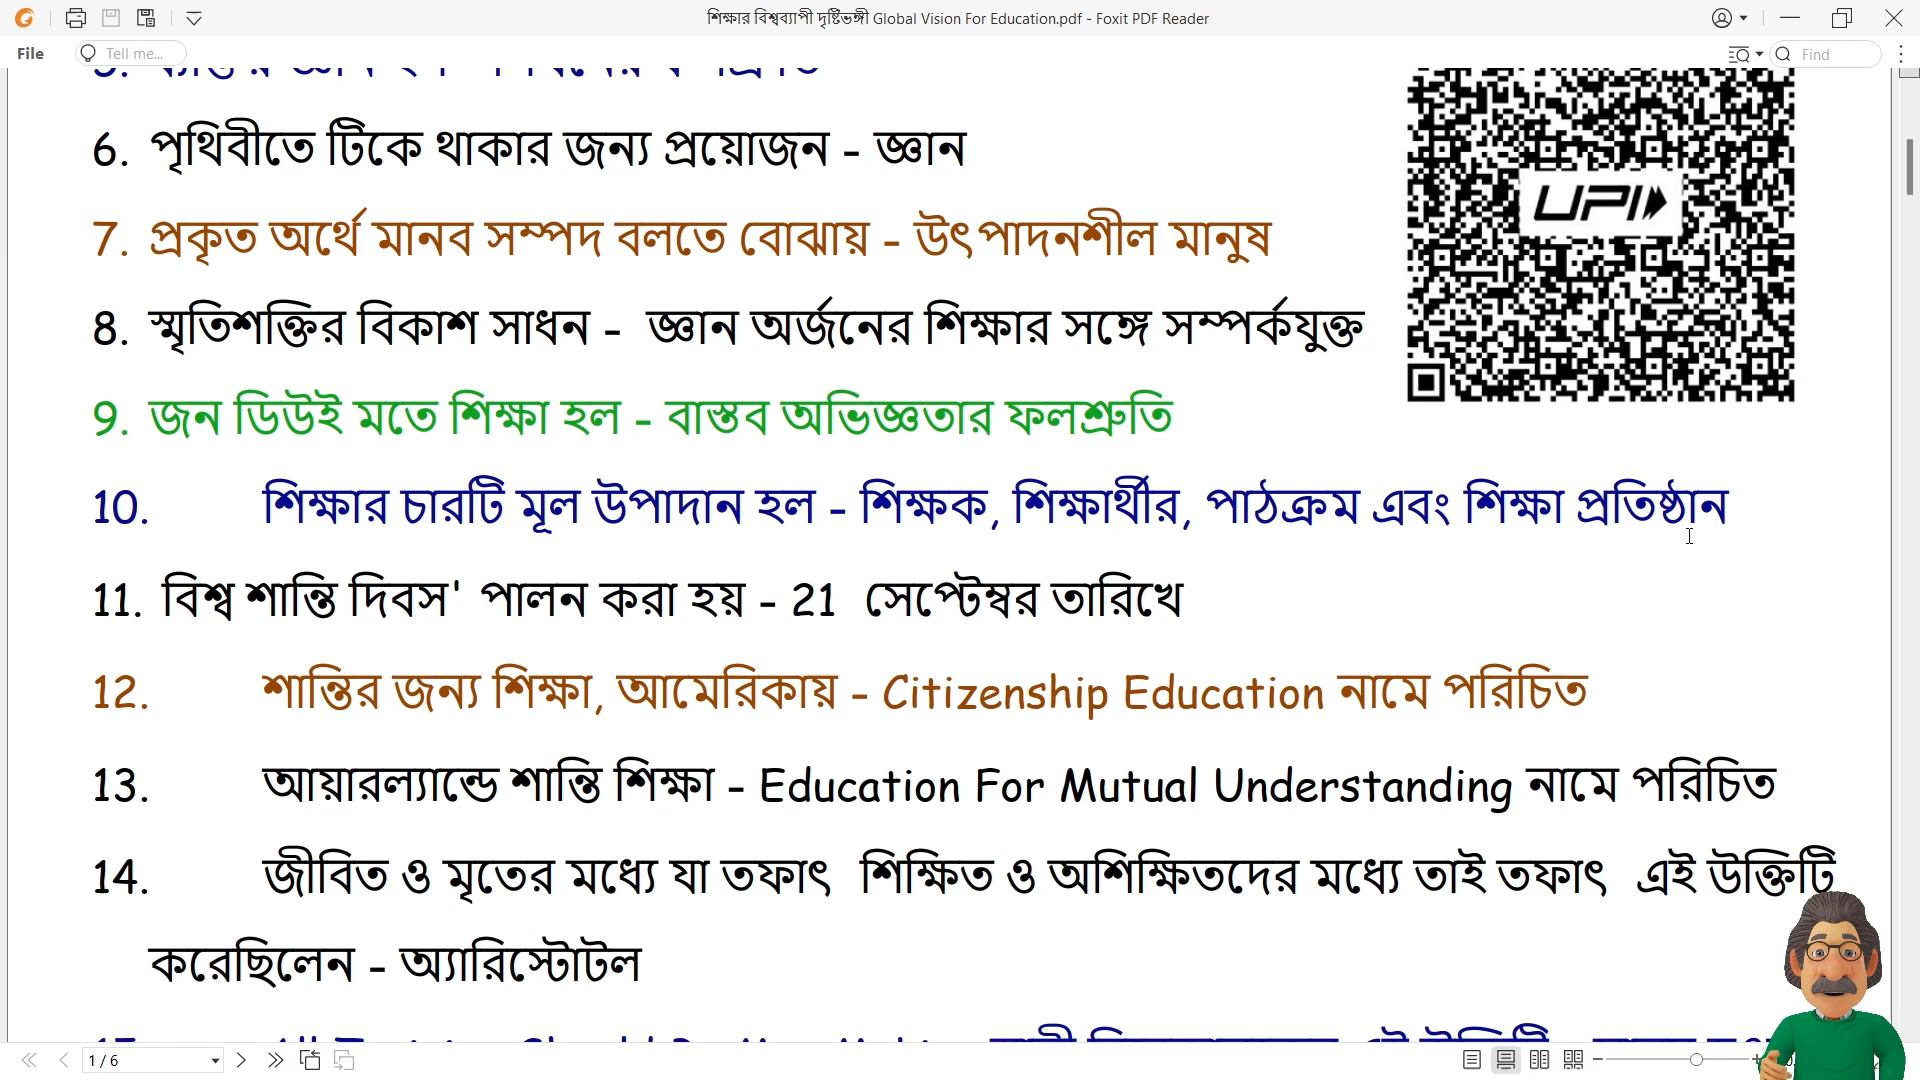 শিক্ষার বিশ্বব্যাপী দৃষ্টিভঙ্গী Global Vision For Education.pdf - Foxit PDF Reader
File Tell me... Find
6. পৃথিবীতে টিকে থাকার জন্য প্রয়োজন - জ্ঞান
UPI
7. প্রকৃত অর্থে মানব সম্পদ বলতে বোঝায় - উৎপাদনশীল মানুষ
8. স্মৃতিশক্তির বিকাশ সাধন - জ্ঞান অর্জনের শিক্ষার সঙ্গে সম্পর্কযুক্ত
9. জন ডিউই মতে শিক্ষা হল - বাস্তব অভিজ্ঞতার ফলশ্রুতি
10. শিক্ষার চারটি মূল উপাদান হল - শিক্ষক, শিক্ষার্থীর, পাঠক্রম এবং শিক্ষা প্রতিষ্ঠান
11. বিশ্ব শান্তি দিবস' পালন করা হয় - 21 সেপ্টেম্বর তারিখে
12. শান্তির জন্য শিক্ষা, আমেরিকায় - Citizenship Education নামে পরিচিত
13. আয়ারল্যান্ডে শান্তি শিক্ষা - Education For Mutual Understanding নামে পরিচিত
14. জীবিত ও মৃতের মধ্যে যা তফাৎ শিক্ষিত ও অশিক্ষিতদের মধ্যে তাই তফাৎ এই উক্তিটি
করেছিলেন - অ্যারিস্টোটল
1 / 6